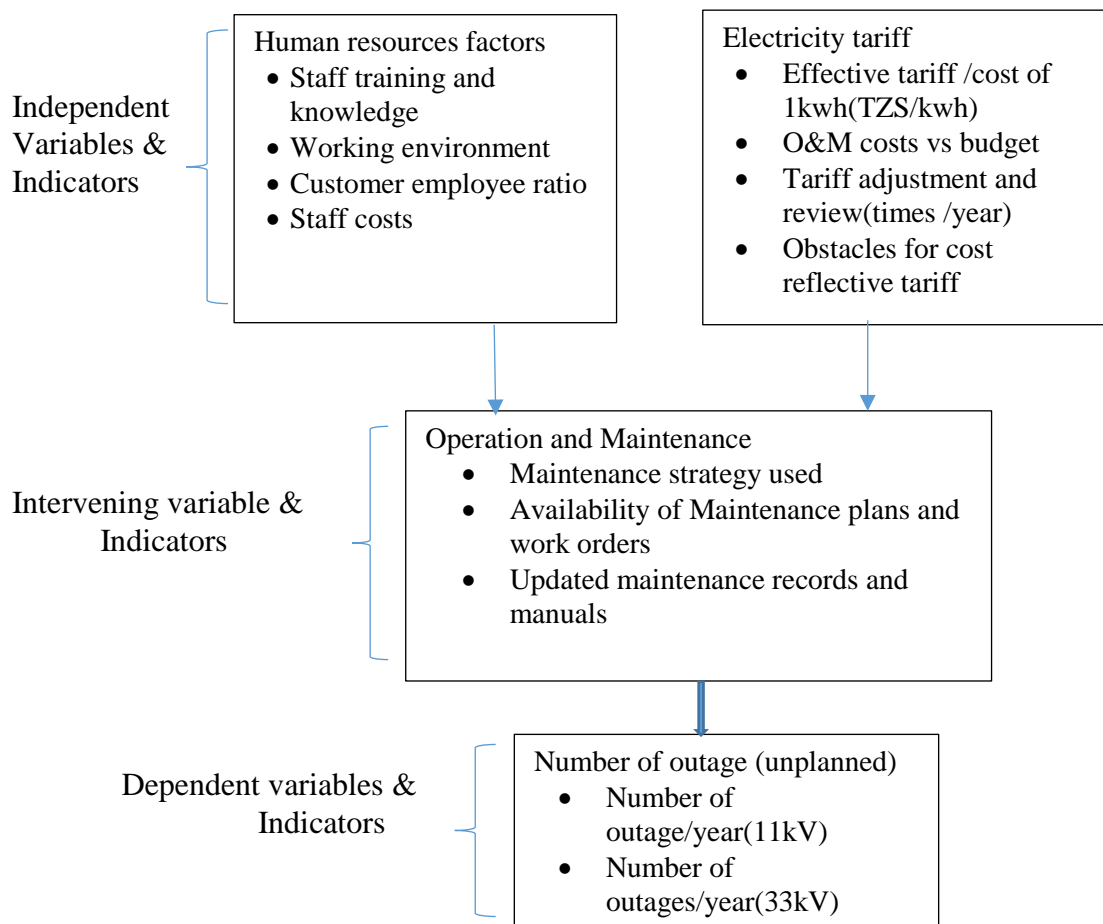 Independent
Variables &
Indicators
Human resources factors
• Staff training and
knowledge
• Working environment
• Customer employee ratio
• Staff costs
Electricity tariff
• Effective tariff /cost of
1kwh(TZS/kwh)
• O&M costs vs budget
• Tariff adjustment and
review(times /year)
• Obstacles for cost
reflective tariff
Intervening variable &
Indicators
Operation and Maintenance
• Maintenance strategy used
• Availability of Maintenance plans and
work orders
• Updated maintenance records and
manuals
Dependent variables &
Indicators
Number of outage (unplanned)
• Number of
outage/year(11kV)
• Number of
outages/year(33kV)